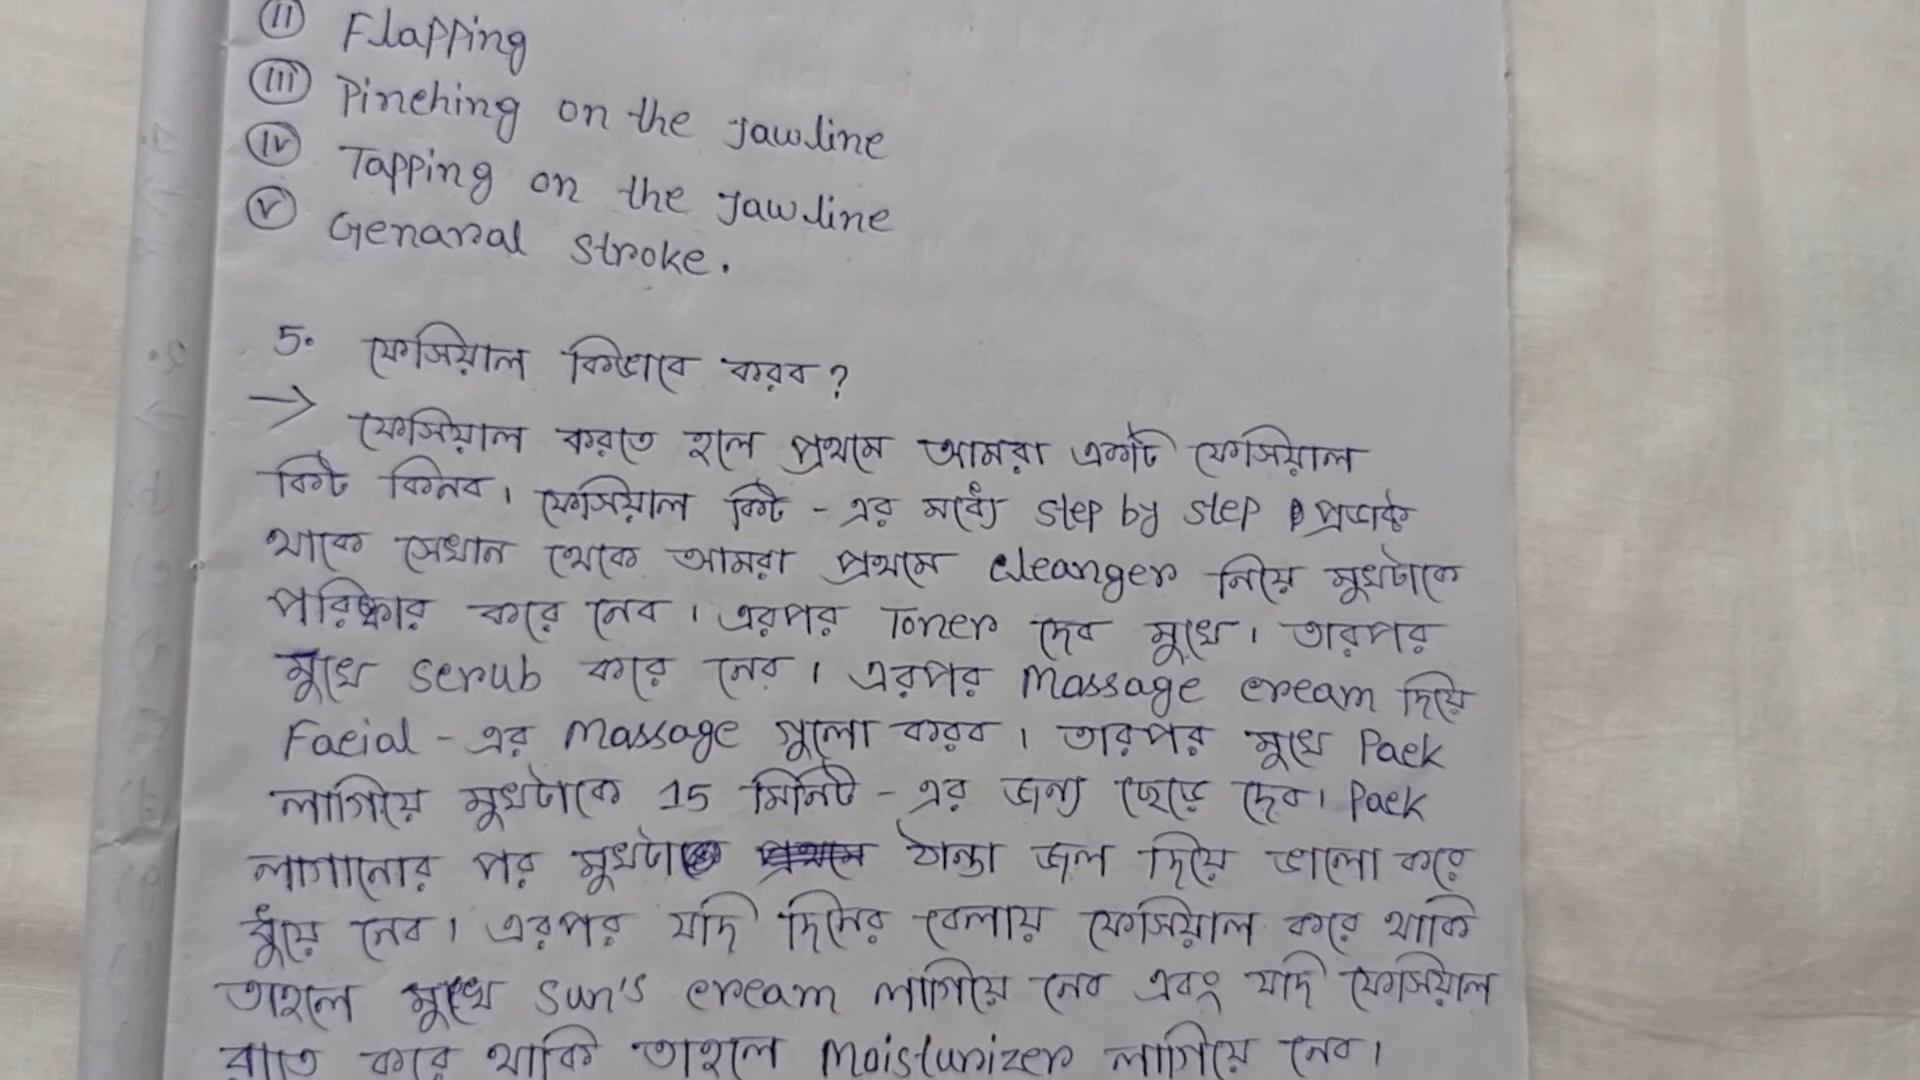 (ii) Flapping
(iii) Pinching on the Jawline
(iv) Tapping on the Jawline
(v) Genaral stroke.
5. ফেসিয়াল কিভাবে করব?
→ ফেসিয়াল করতে হলে প্রথমে আমরা একটি ফেসিয়াল
কিট কিনব। ফেসিয়াল কিট - এর মধ্যে step by step
থাকে সেখান থেকে আমরা প্রথমে cleanger নিয়ে মুখটাকে
পরিষ্কার করে নেব। এরপর Toner দেব মুখে। তারপর
মুখে scrub করে নেব। এরপর massage cream দিয়ে
Facial - এর massage গুলো করব। তারপর মুখে Pack
লাগিয়ে মুখটাকে 15 মিনিট - এর জন্য ছেড়ে দেব। Pack
লাগানোর পর মুখটা ঠান্ডা জল দিয়ে ভালো করে
ধুয়ে নেব। এরপর যদি দিনের বেলায় ফেসিয়াল করে থাকি
তাহলে মুখে sun's cream লাগিয়ে নেব এবং যদি ফেসিয়াল
রাতে করে থাকি তাহলে moisturizer লাগিয়ে নেব।